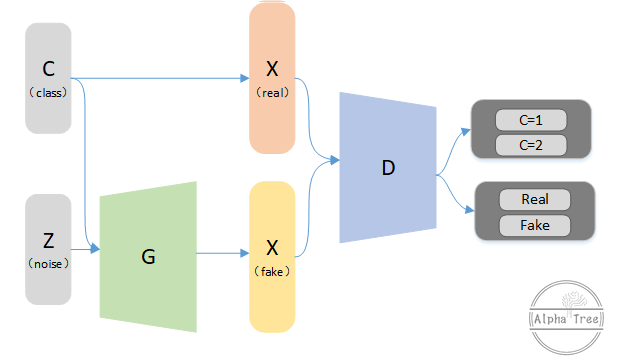 C
（class）
X
（real）
C=1
C=2
D
Z
（noise）
G
X
（fake）
Real
Fake
Alpha Tree